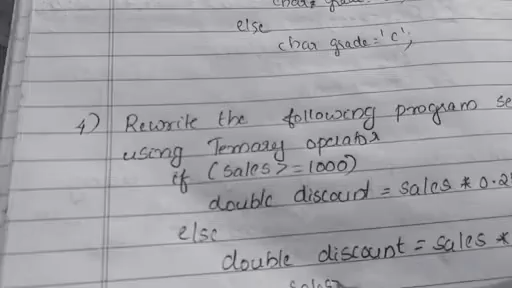 else
char grade='c';
4) Rewrite the following program
using Ternary operator
if (sales>=1000)
double discount = sales * 0.2
else
double discount = sales *